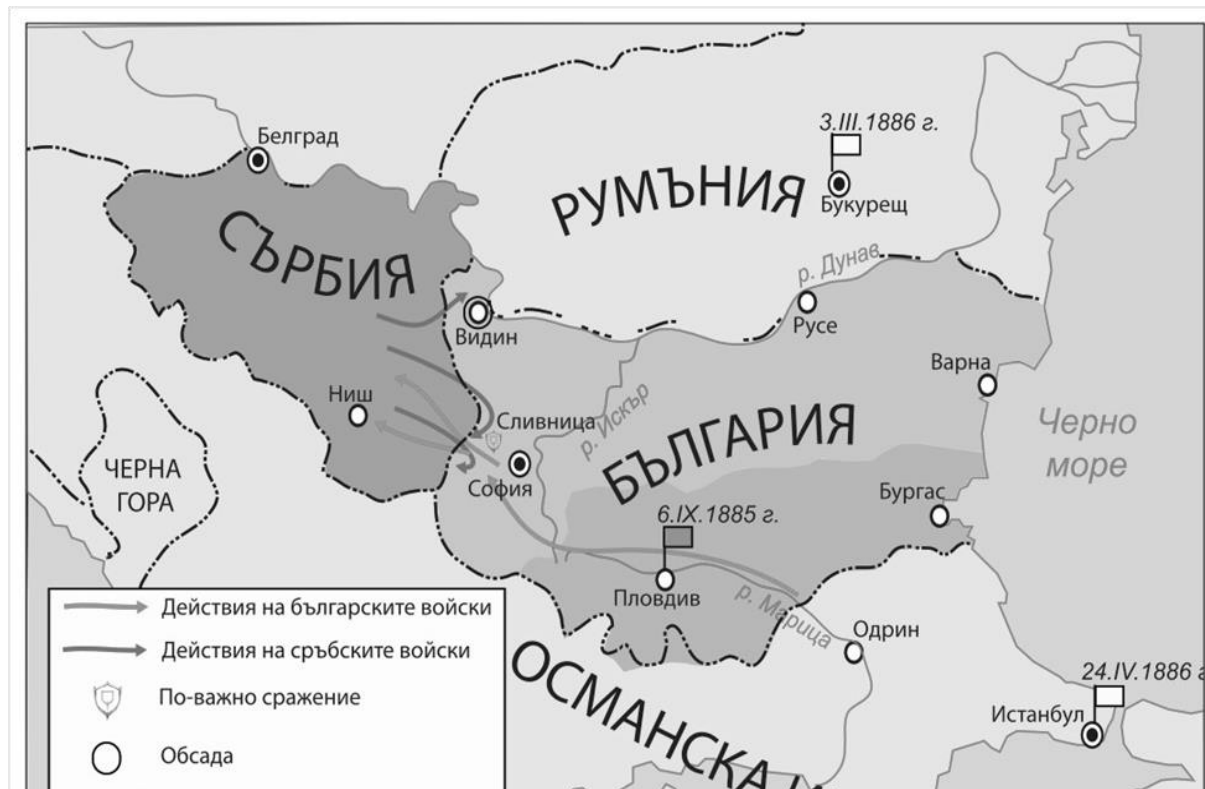 3.III.1886 г.
Белград
РУМЪНИЯ
Букурещ
СЪРБИЯ
р. Дунав
Видин
Русе
Варна
Ниш
Сливница
р. Искър
БЪЛГАРИЯ
Черно
море
ЧЕРНА
ГОРА
София
Бургас
6.IX.1885 г.
Пловдив
р. Марица
Одрин
ОСМАНСКА И
24.IV.1886 г
Истанбул
Действия на българските войски
Действия на сръбските войски
По-важно сражение
Обсада